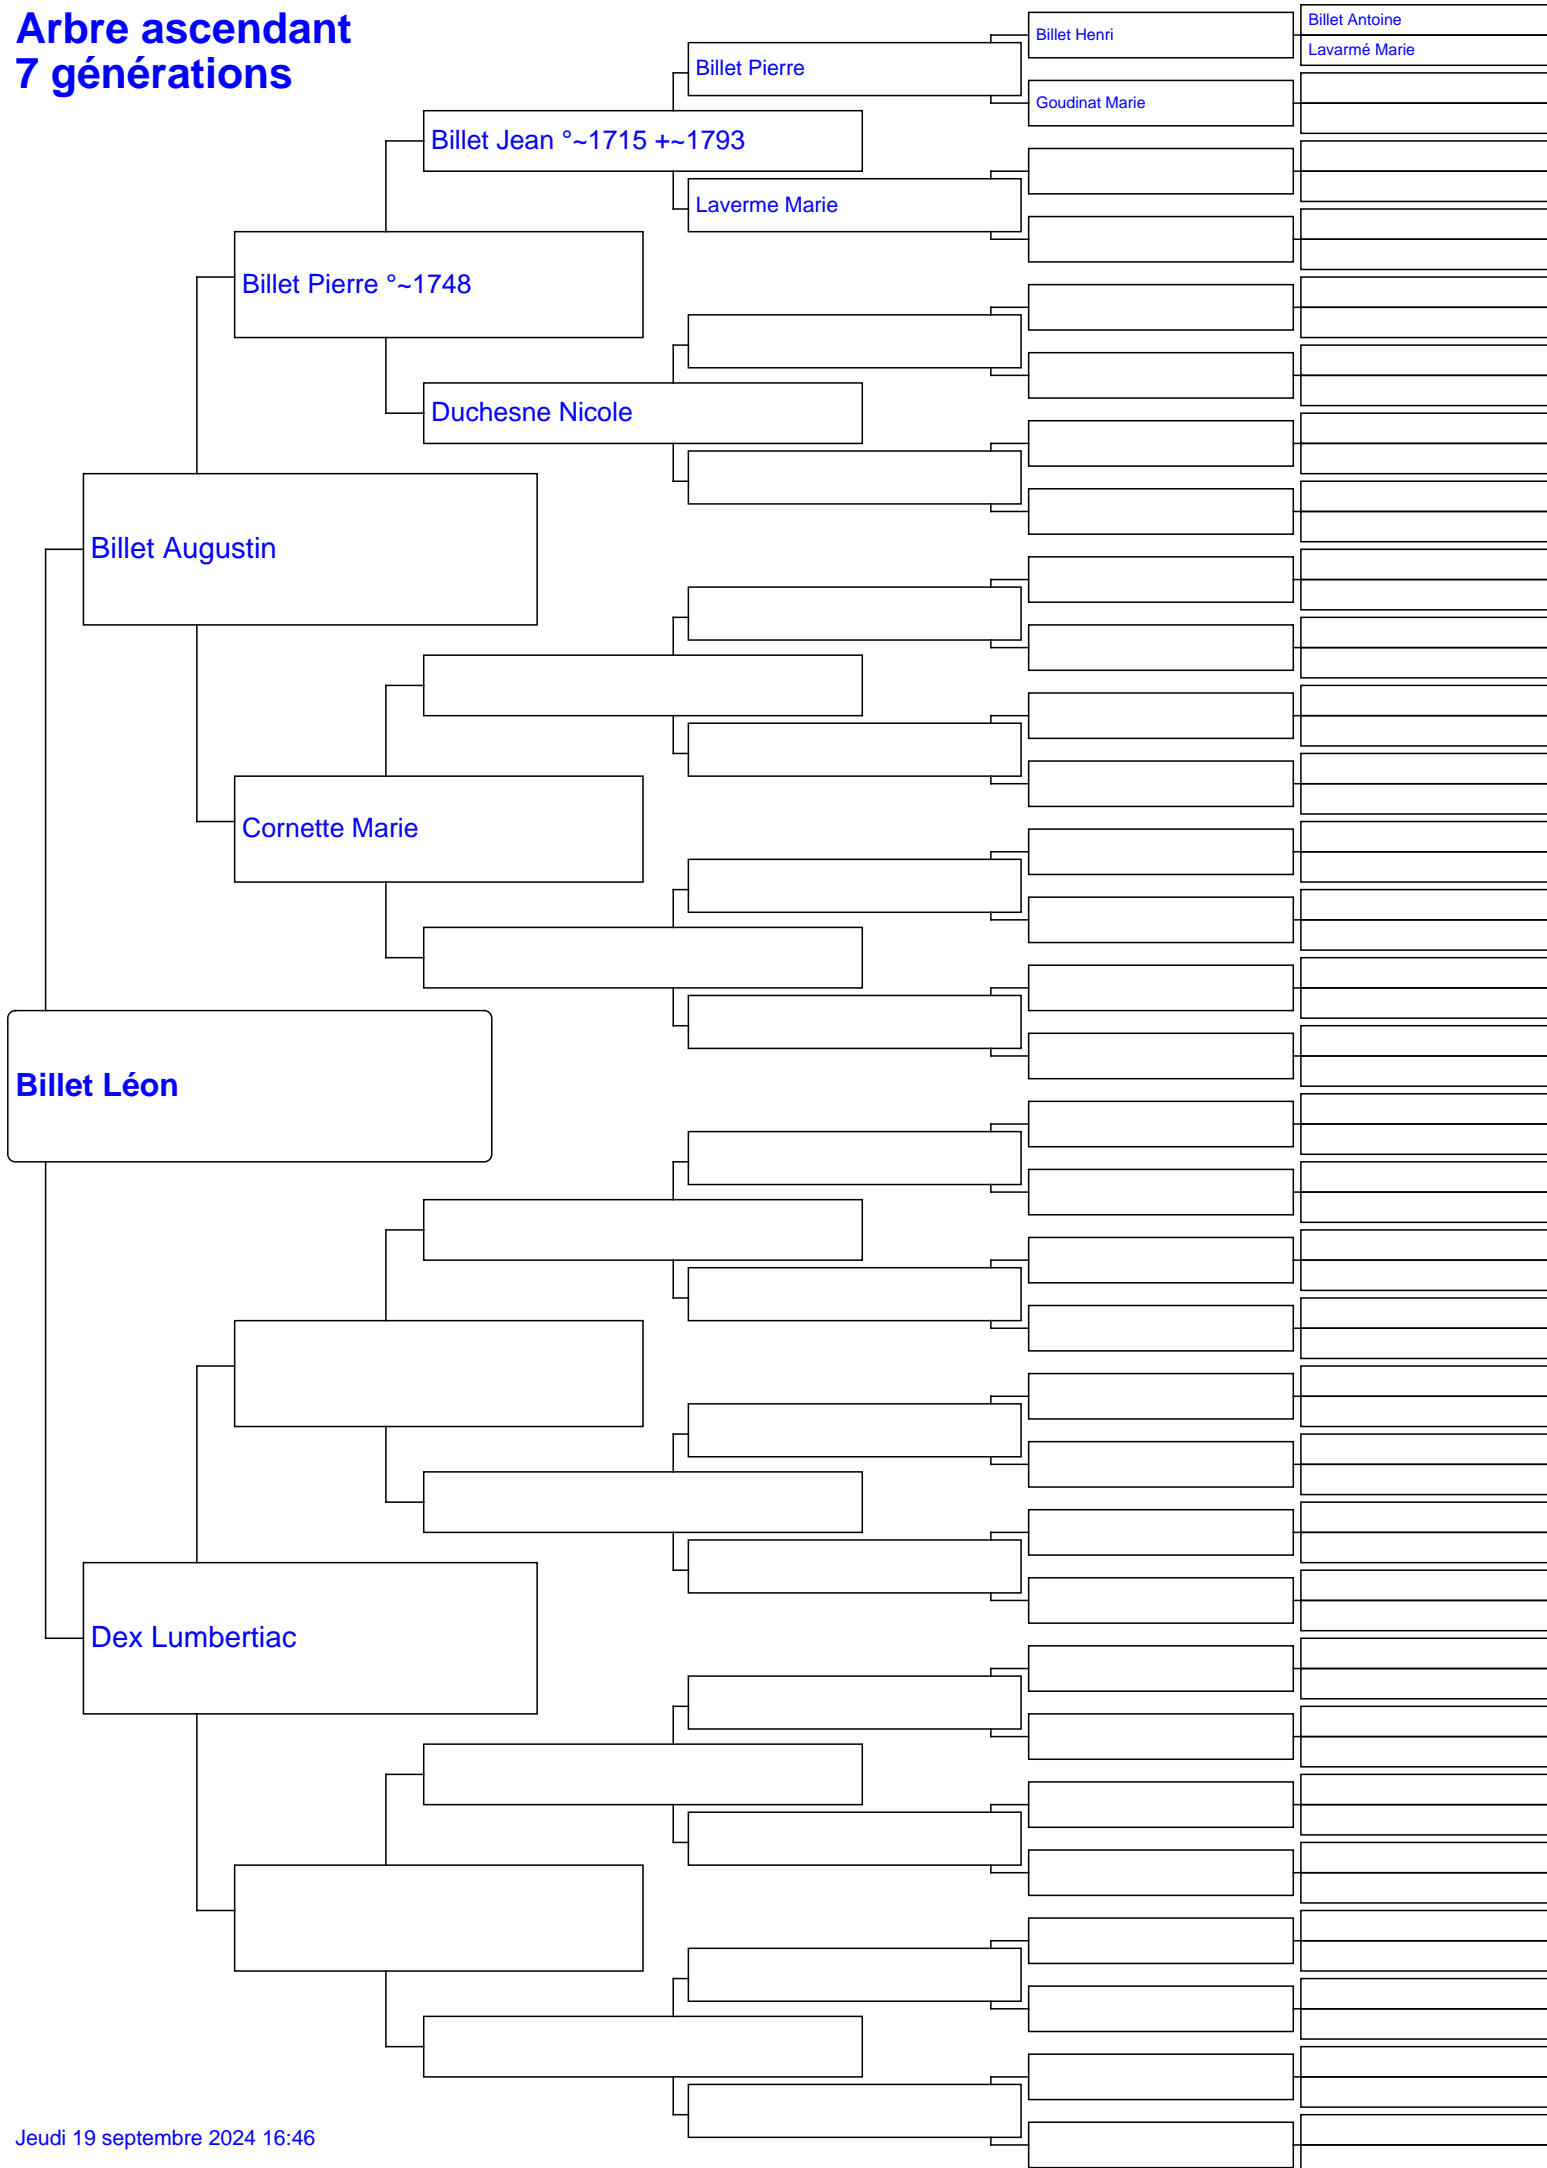 Arbre ascendant
7 générations
Billet Antoine
Lavarmé Marie
Billet Henri
Billet Pierre
Goudinat Marie
Billet Jean °~1715 +~1793
Laverme Marie
Billet Pierre °~1748
Duchesne Nicole
Billet Augustin
Cornette Marie
Billet Léon
Dex Lumbertiac
Jeudi 19 septembre 2024 16:46